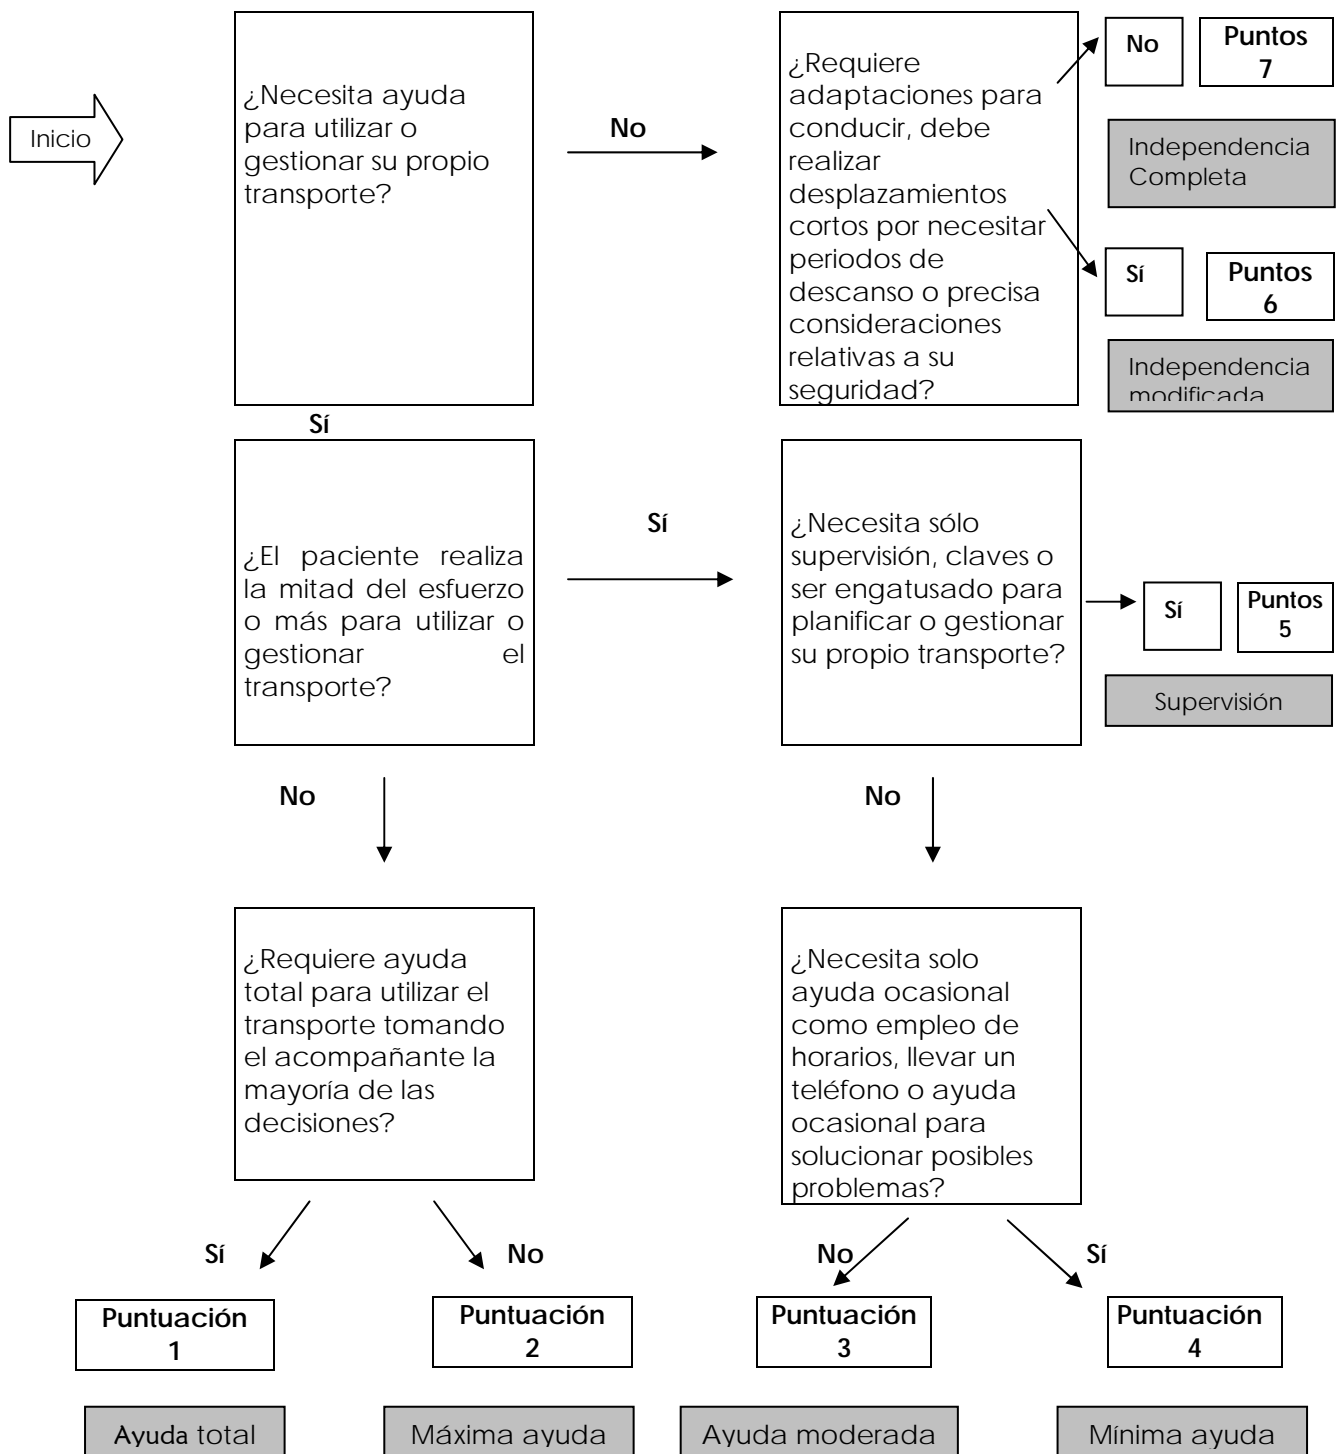 Inicio
¿Necesita ayuda
para utilizar o
gestionar su propio
transporte?
No
¿Requiere
adaptaciones para
conducir, debe
realizar
desplazamientos
cortos por necesitar
periodos de
descanso o precisa
consideraciones
relativas a su
seguridad?
No
Puntos
7
Independencia
Completa
Sí
Puntos
6
Independencia
modificada
Sí
¿El paciente realiza
la mitad del esfuerzo
o más para utilizar o
gestionar el
transporte?
Sí
¿Necesita sólo
supervisión, claves o
ser engatusado para
planificar o gestionar
su propio transporte?
Sí
Puntos
5
Supervisión
No
No
¿Requiere ayuda
total para utilizar el
transporte tomando
el acompañante la
mayoría de las
decisiones?
¿Necesita solo
ayuda ocasional
como empleo de
horarios, llevar un
teléfono o ayuda
ocasional para
solucionar posibles
problemas?
Sí
No
No
Sí
Puntuación
1
Puntuación
2
Puntuación
3
Puntuación
4
Ayuda total
Máxima ayuda
Ayuda moderada
Mínima ayuda